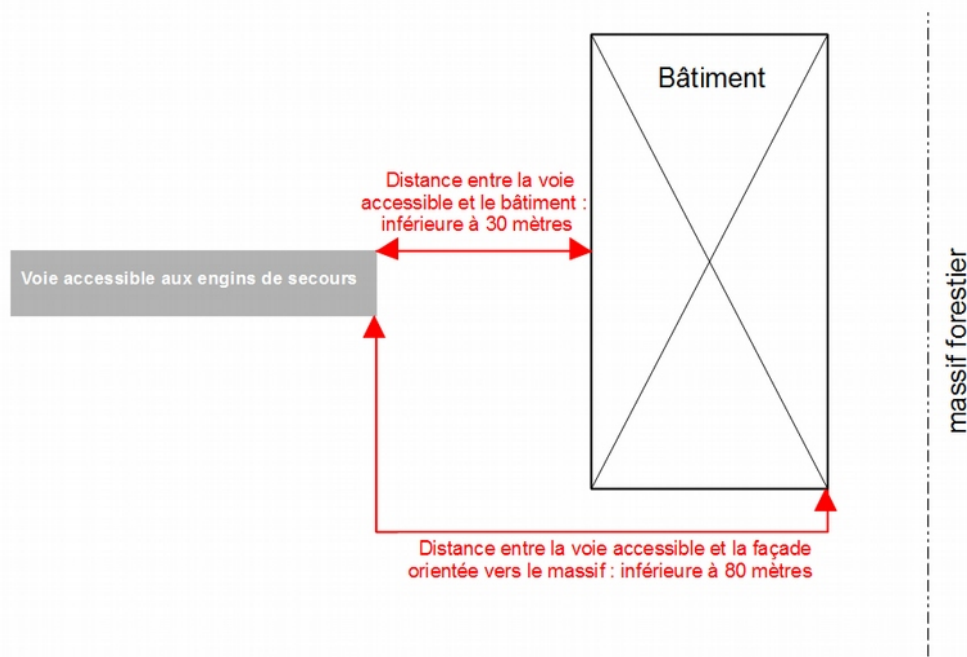 Bâtiment
Distance entre la voie
accessible et le bâtiment :
inférieure à 30 mètres
Voie accessible aux engins de secours
massif forestier
Distance entre la voie accessible et la façade
orientée vers le massif : inférieure à 80 mètres